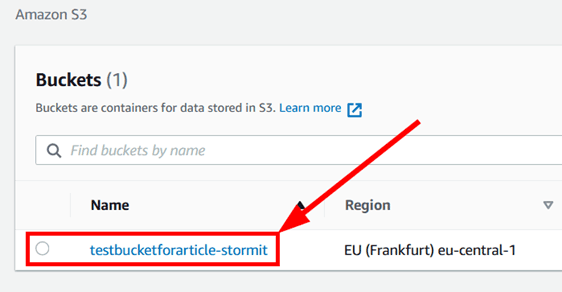 Amazon S3
Buckets (1)
Buckets are containers for data stored in S3. Learn more
Find buckets by name
Name Region
testbucketforarticle-stormit EU (Frankfurt) eu-central-1